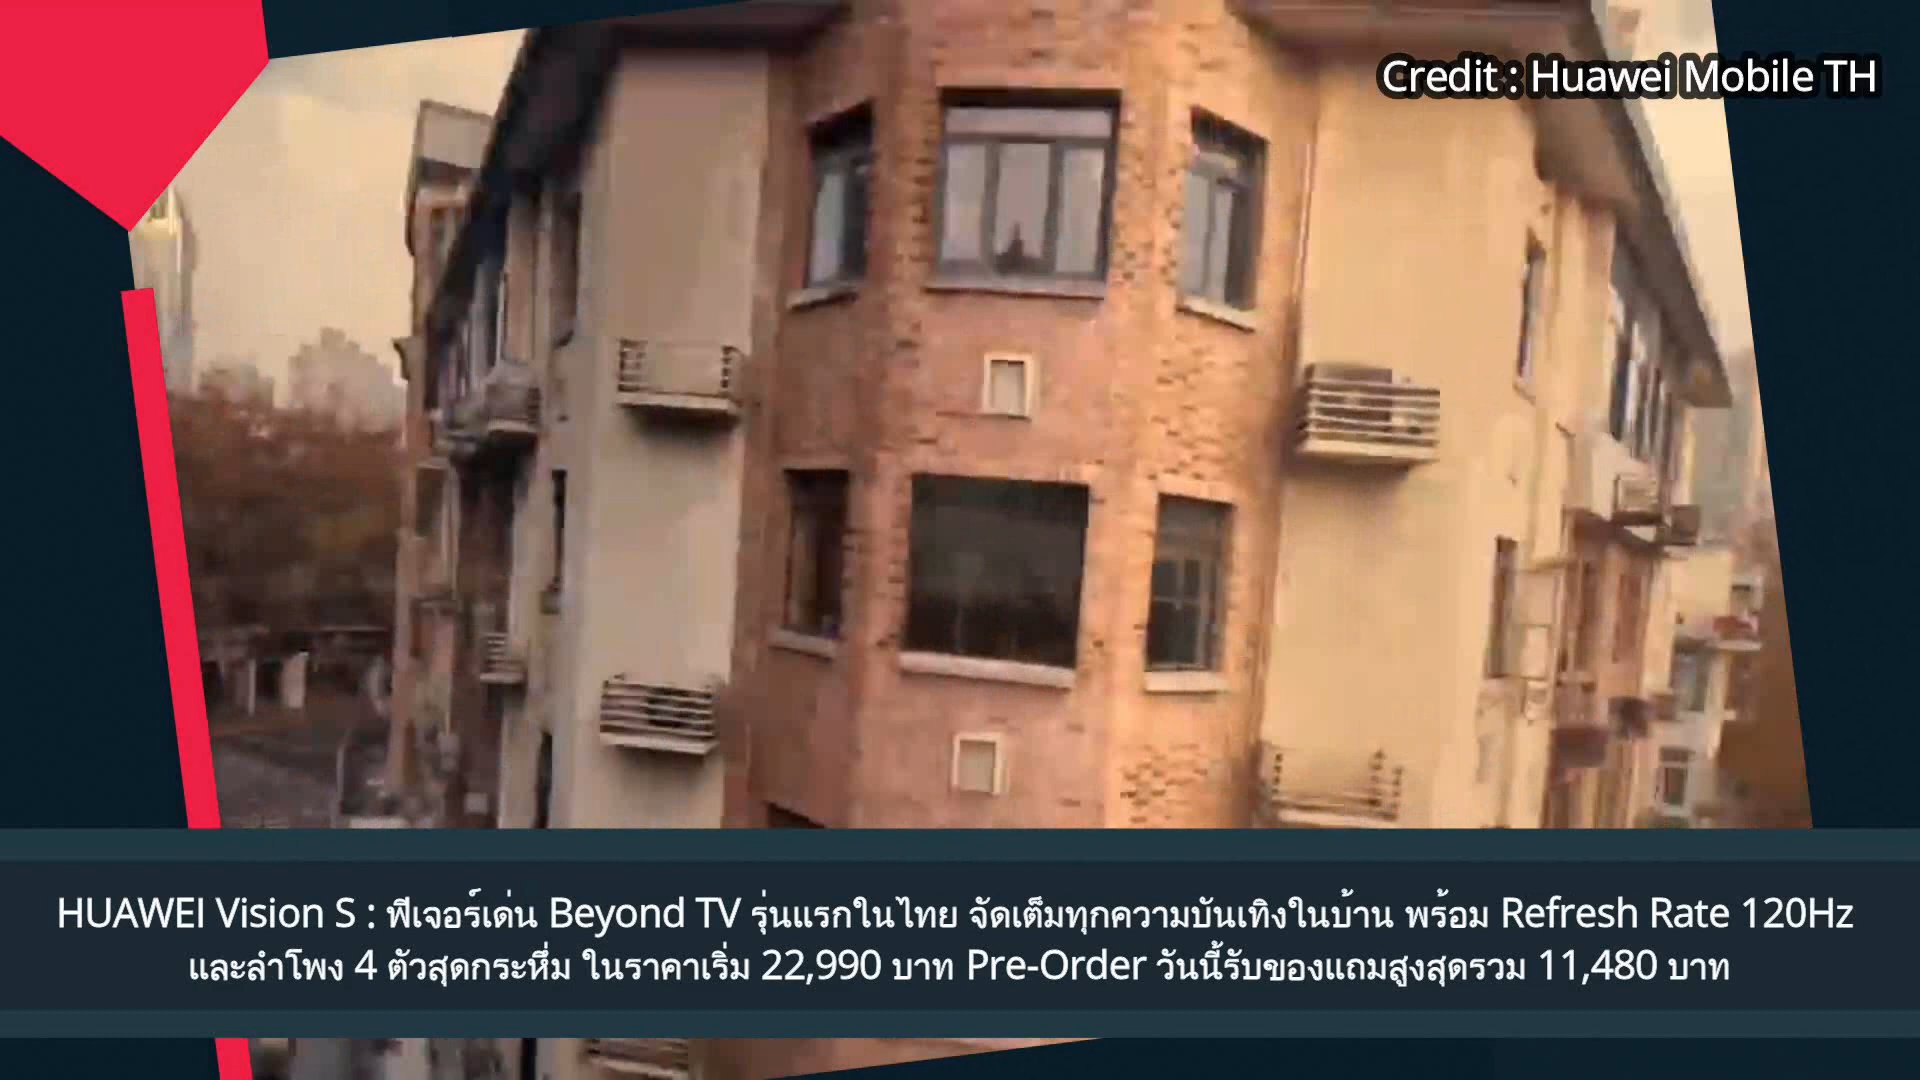 Credit : Huawei Mobile TH
HUAWEI Vision S : ฟีเจอร์เด่น Beyond TV รุ่นแรกในไทย จัดเต็มทุกความบันเทิงในบ้าน พร้อม Refresh Rate 120Hz
และลำโพง 4 ตัวสุดกระหึ่ม ในราคาเริ่ม 22,990 บาท Pre-Order วันนี้รับของแถมสูงสุดรวม 11,480 บาท